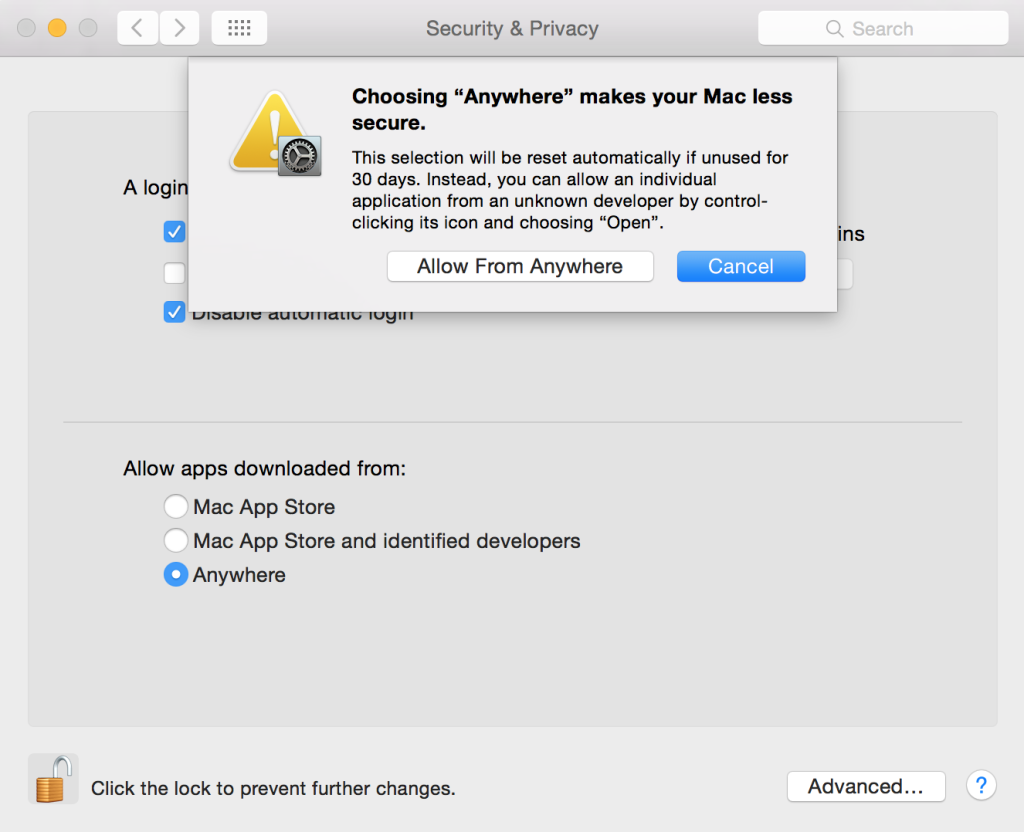 Security & Privacy
Search
Choosing “Anywhere” makes your Mac less
secure.
This selection will be reset automatically if unused for
30 days. Instead, you can allow an individual
application from an unknown developer by control-
clicking its icon and choosing “Open”.
Allow From Anywhere
Cancel
A login
ins
Disable automatic login
Allow apps downloaded from:
Mac App Store
Mac App Store and identified developers
Anywhere
Click the lock to prevent further changes.
Advanced...
?